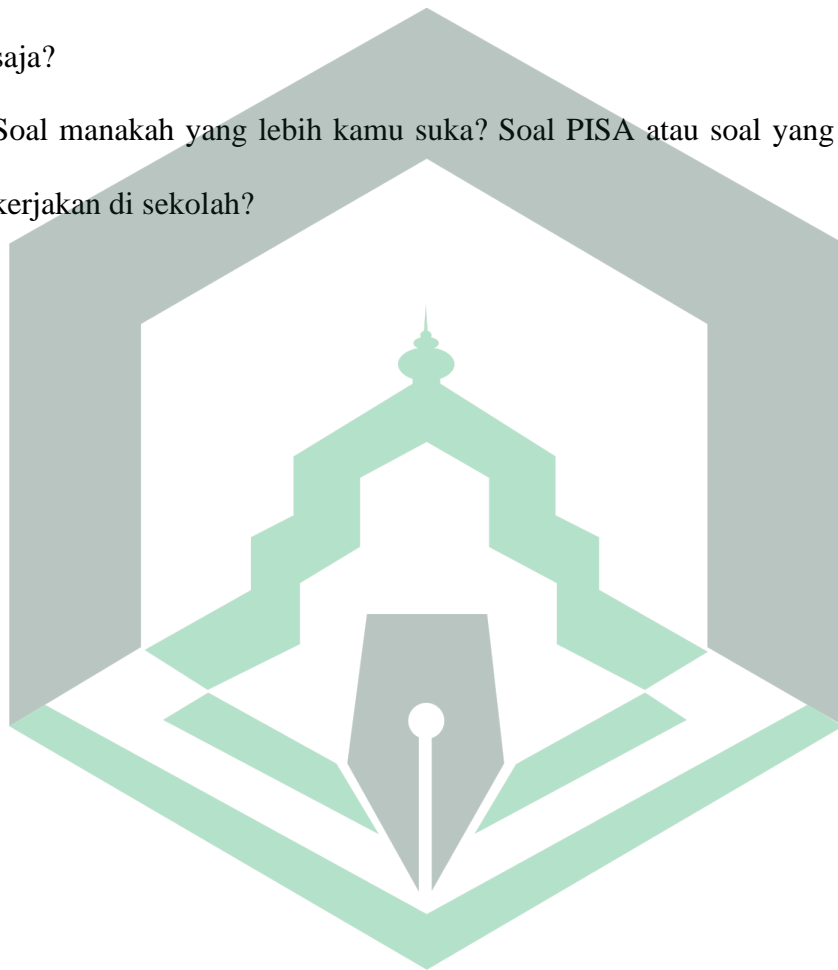 saja?
Soal manakah yang lebih kamu suka? Soal PISA atau soal yang
kerjakan di sekolah?